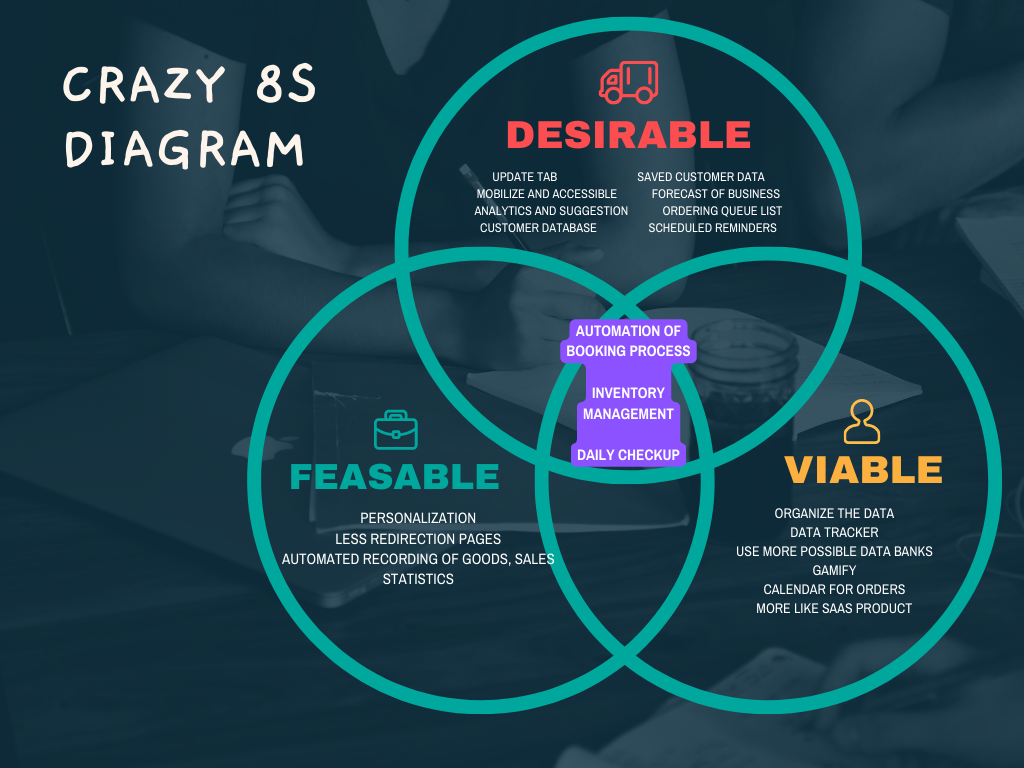 CRAZY 8S
DIAGRAM
DESIRABLE
UPDATE TAB
MOBILIZE AND ACCESSIBLE
ANALYTICS AND SUGGESTION
CUSTOMER DATABASE
SAVED CUSTOMER DATA
FORECAST OF BUSINESS
ORDERING QUEUE LIST
SCHEDULED REMINDERS
AUTOMATION OF
BOOKING PROCESS
INVENTORY
MANAGEMENT
DAILY CHECKUP
FEASABLE
PERSONALIZATION
LESS REDIRECTION PAGES
AUTOMATED RECORDING OF GOODS, SALES
STATISTICS
VIABLE
ORGANIZE THE DATA
DATA TRACKER
USE MORE POSSIBLE DATA BANKS
GAMIFY
CALENDAR FOR ORDERS
MORE LIKE SAAS PRODUCT